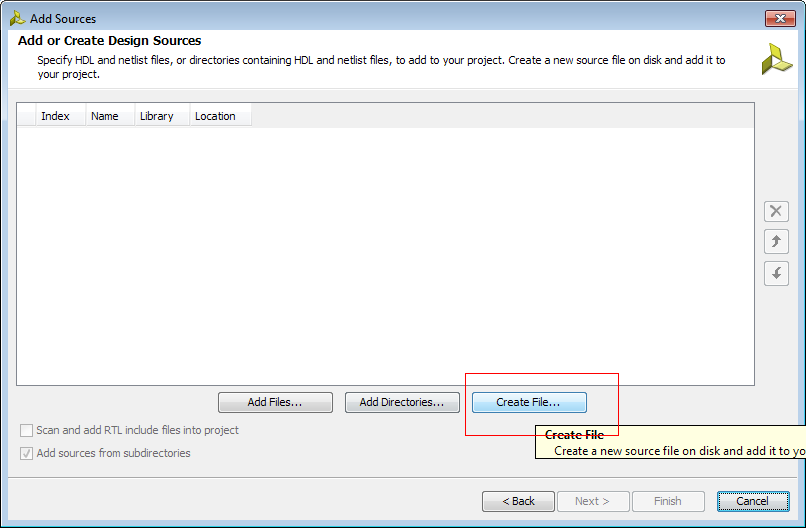 Add Sources
Add or Create Design Sources
Specify HDL and netlist files, or directories containing HDL and netlist files, to add to your project. Create a new source file on disk and add it to
your project.
Index Name Library Location
Add Files... Add Directories... Create File...
Scan and add RTL include files into project
Create File
Add sources from subdirectories
Create a new source file on disk and add it to yo
< Back Next > Finish Cancel